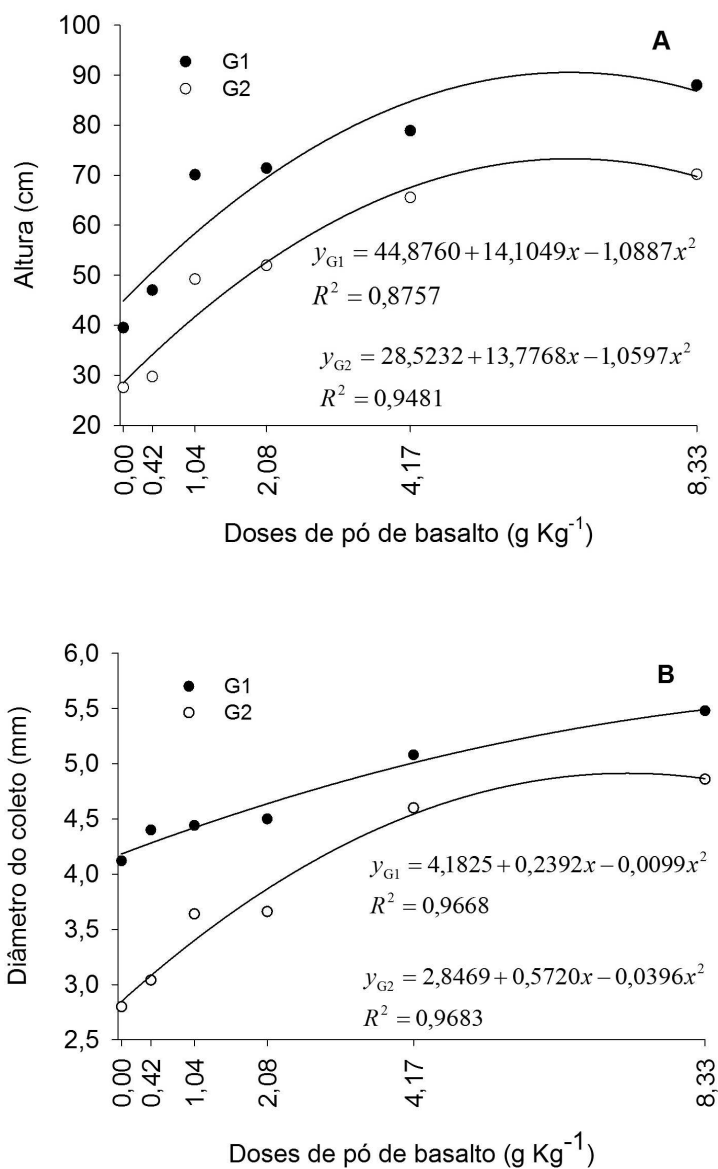 A
G1
G2
100
90
80
70
60
50
40
30
20
Altura (cm)
y_G1 = 44,8760 + 14,1049x − 1,0887x²
R² = 0,8757
y_G2 = 28,5232 + 13,7768x − 1,0597x²
R² = 0,9481
0,00
0,42
1,04
2,08
4,17
8,33
Doses de pó de basalto (g Kg⁻¹)
B
G1
G2
6,0
5,5
5,0
4,5
4,0
3,5
3,0
2,5
Diâmetro do coleto (mm)
y_G1 = 4,1825 + 0,2392x − 0,0099x²
R² = 0,9668
y_G2 = 2,8469 + 0,5720x − 0,0396x²
R² = 0,9683
0,00
0,42
1,04
2,08
4,17
8,33
Doses de pó de basalto (g Kg⁻¹)